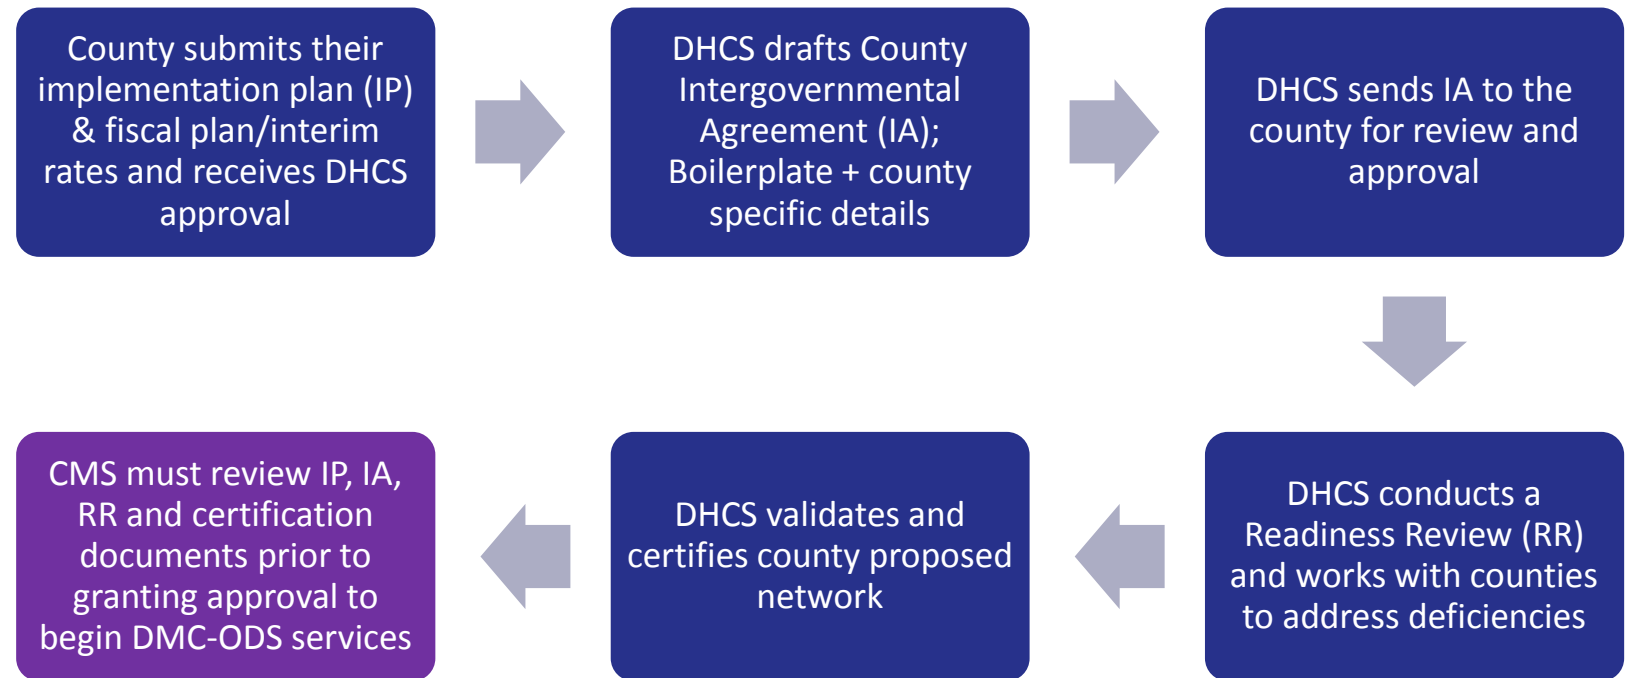 County submits their
implementation plan (IP)
& fiscal plan/interim
rates and receives DHCS
approval
DHCS drafts County
Intergovernmental
Agreement (IA);
Boilerplate + county
specific details
DHCS sends IA to the
county for review and
approval
DHCS conducts a
Readiness Review (RR)
and works with counties
to address deficiencies
DHCS validates and
certifies county proposed
network
CMS must review IP, IA,
RR and certification
documents prior to
granting approval to
begin DMC-ODS services